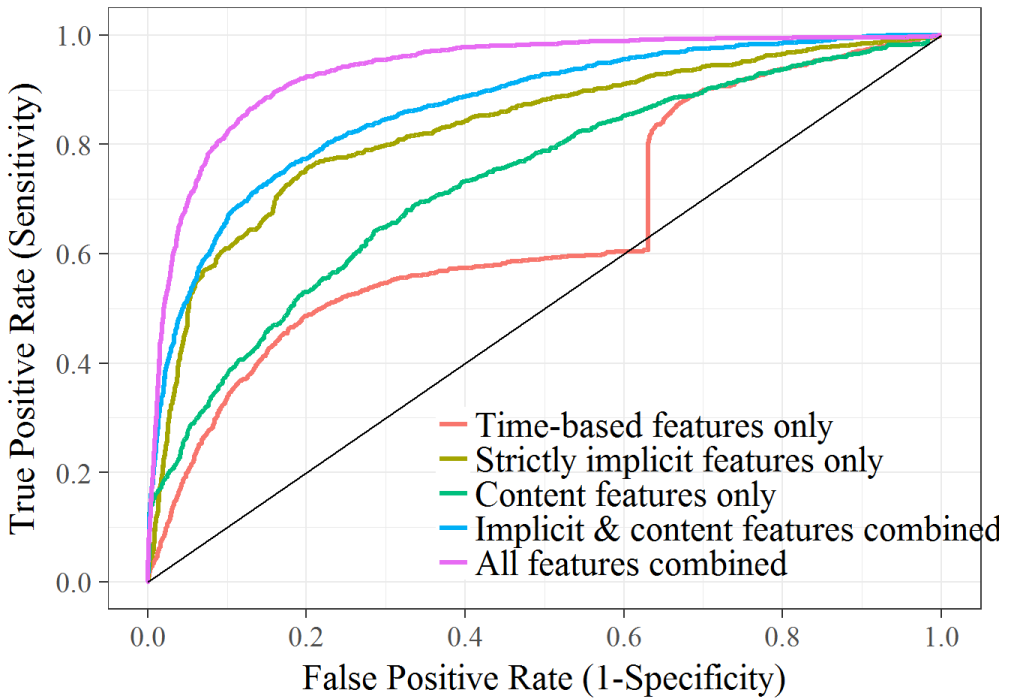 True Positive Rate (Sensitivity)
1.0
0.8
0.6
0.4
0.2
0.0
Time-based features only
Strictly implicit features only
Content features only
Implicit & content features combined
All features combined
0.0 0.2 0.4 0.6 0.8 1.0
False Positive Rate (1-Specificity)